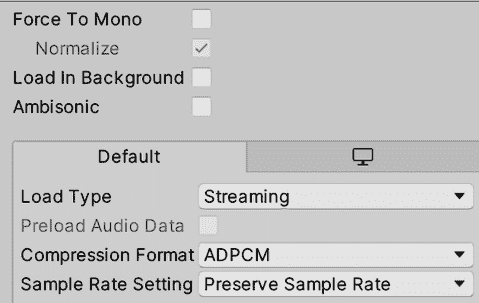 Force To Mono
Normalize
Load In Background
Ambisonic
Default
Load Type Streaming
Preload Audio Data
Compression Format ADPCM
Sample Rate Setting Preserve Sample Rate